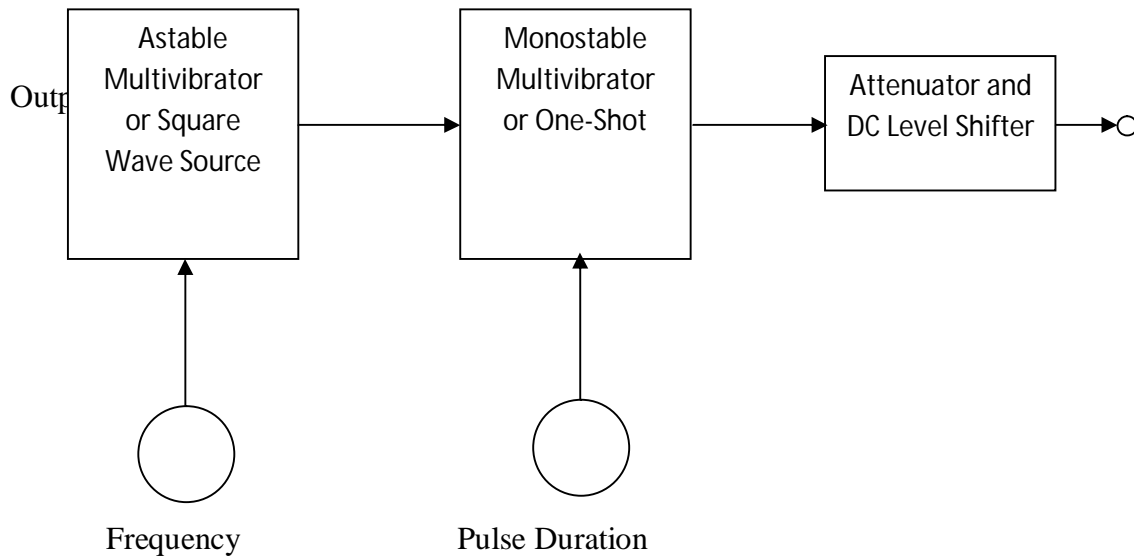 Astable
Multivibrator
or Square
Wave Source
Monostable
Multivibrator
or One-Shot
Attenuator and
DC Level Shifter
Frequency
Pulse Duration